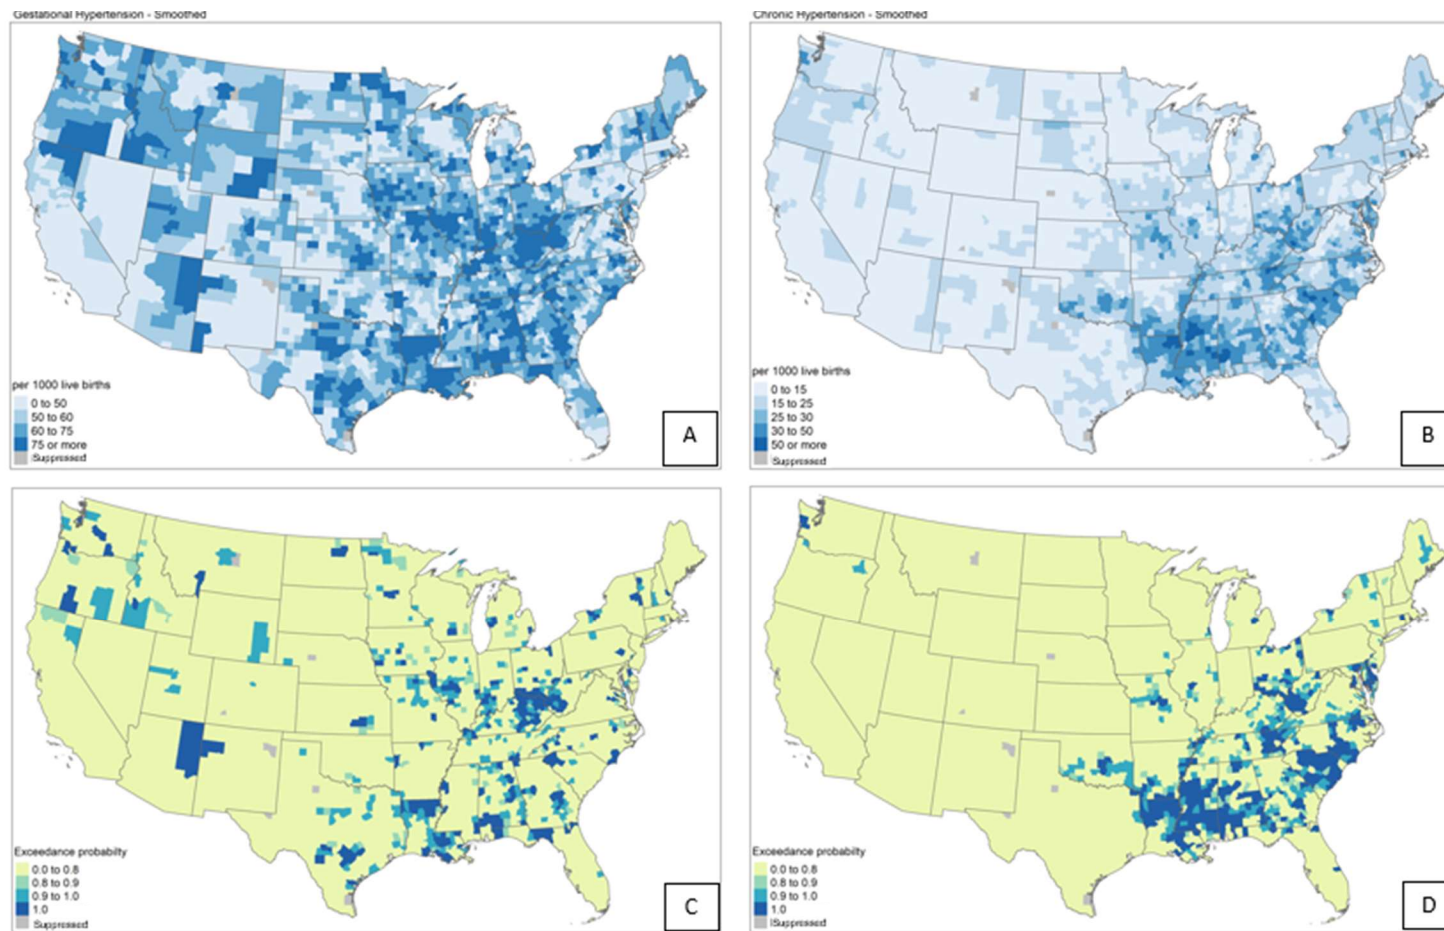 Gestational Hypertension - Smoothed
per 1000 live births
0 to 50
50 to 60
60 to 75
75 or more
Suppressed
A
Chronic Hypertension - Smoothed
per 1000 live births
0 to 15
15 to 25
25 to 30
30 to 50
50 or more
Suppressed
B
Exceedance probabilty
0.0 to 0.8
0.8 to 0.9
0.9 to 1.0
1.0
Suppressed
C
Exceedance probabilty
0.0 to 0.8
0.8 to 0.9
0.9 to 1.0
1.0
Suppressed
D